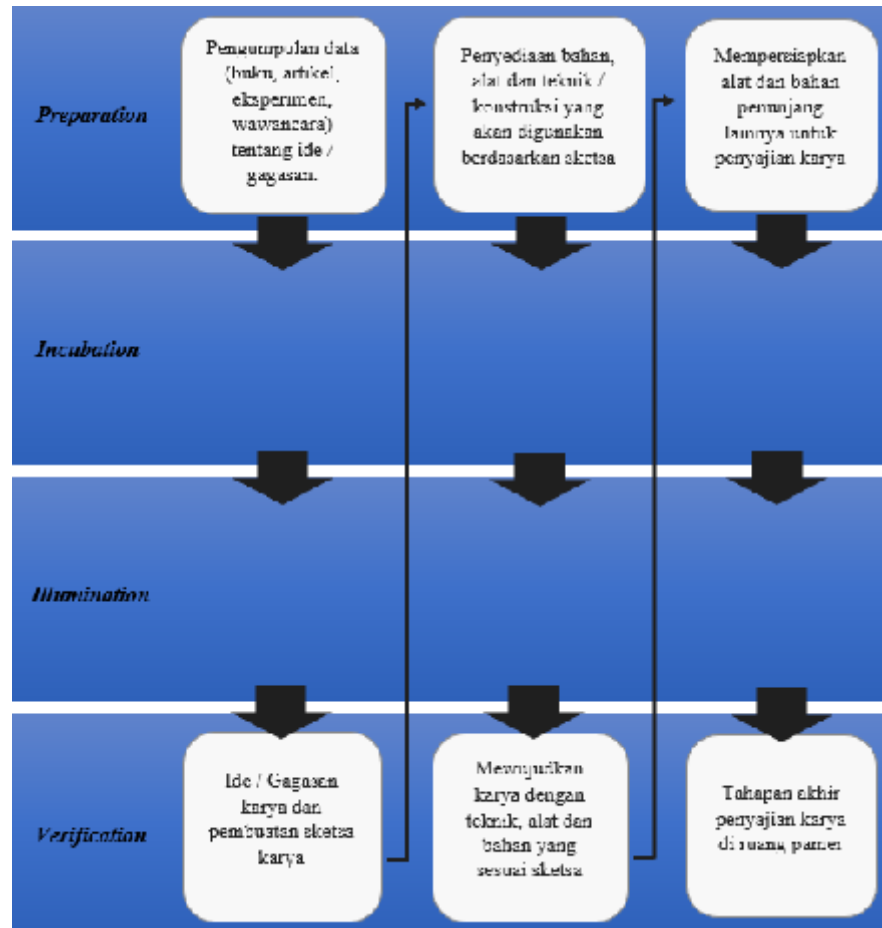 Preparation
Pengumpulan data
(buku, artikel,
eksperimen,
wawancara)
tentang ide /
gagasan.
Penyediaan bahan,
alat dan teknik /
konstruksi yang
akan digunakan
berdasarkan sketsa
Mempersiapkan
alat dan bahan
penunjang
lainnya untuk
penyajian karya
Incubation
Illumination
Verification
Ide / Gagasan
karya dan
pembuatan sketsa
karya
Mewujudkan
karya dengan
teknik, alat dan
bahan yang
sesuai sketsa
Tahapan akhir
penyajian karya
di ruang pamer